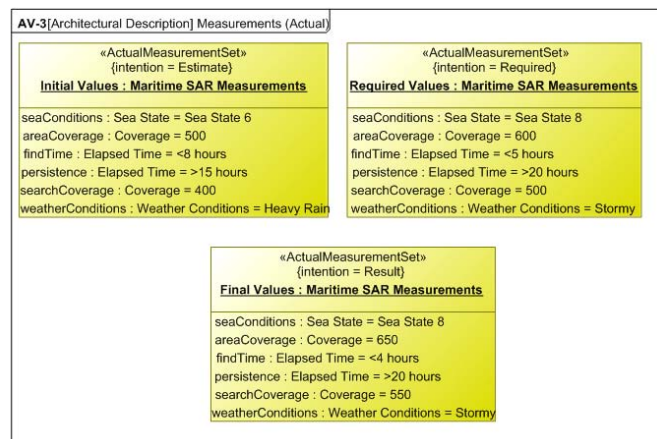 AV-3[Architectural Description] Measurements (Actual)
«ActualMeasurementSet»
{intention = Estimate}
Initial Values : Maritime SAR Measurements
seaConditions : Sea State = Sea State 6
areaCoverage : Coverage = 500
findTime : Elapsed Time = <8 hours
persistence : Elapsed Time = >15 hours
searchCoverage : Coverage = 400
weatherConditions : Weather Conditions = Heavy Rain
«ActualMeasurementSet»
{intention = Required}
Required Values : Maritime SAR Measurements
seaConditions : Sea State = Sea State 8
areaCoverage : Coverage = 600
findTime : Elapsed Time = <5 hours
persistence : Elapsed Time = >20 hours
searchCoverage : Coverage = 500
weatherConditions : Weather Conditions = Stormy
«ActualMeasurementSet»
{intention = Result}
Final Values : Maritime SAR Measurements
seaConditions : Sea State = Sea State 8
areaCoverage : Coverage = 650
findTime : Elapsed Time = <4 hours
persistence : Elapsed Time = >20 hours
searchCoverage : Coverage = 550
weatherConditions : Weather Conditions = Stormy